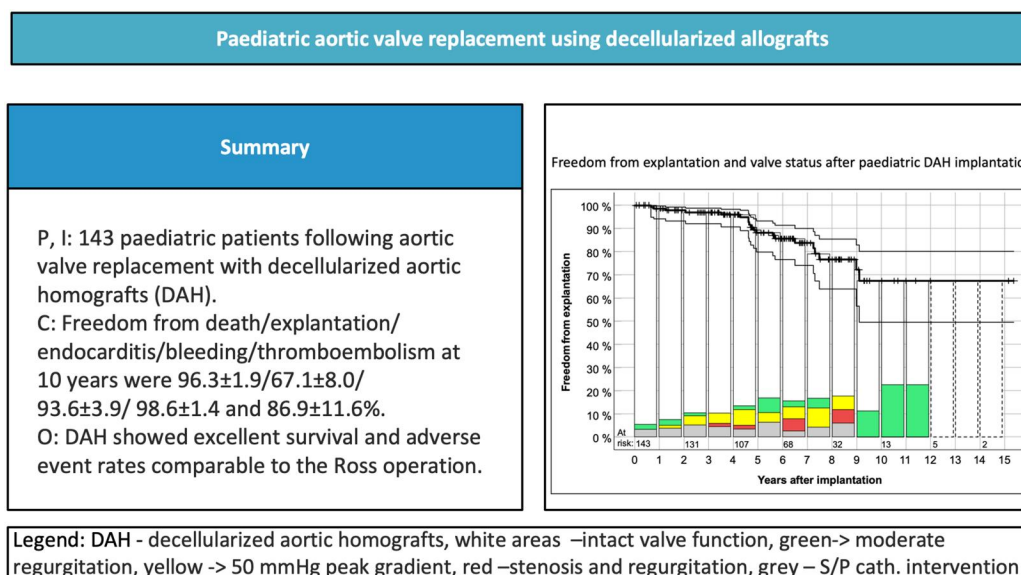 Paediatric aortic valve replacement using decellularized allografts
Summary
P, I: 143 paediatric patients following aortic
valve replacement with decellularized aortic
homografts (DAH).
C: Freedom from death/explantation/
endocarditis/bleeding/thromboembolism at
10 years were 96.3±1.9/67.1±8.0/
93.6±3.9/ 98.6±1.4 and 86.9±11.6%.
O: DAH showed excellent survival and adverse
event rates comparable to the Ross operation.
Freedom from explantation and valve status after paediatric DAH implantatio
Freedom from explantation
100 %
90 %
80 %
70 %
60 %
50 %
40 %
30 %
20 %
10 %
0 %
At
risk: 143 131 107 68 32 13 5 2
0 1 2 3 4 5 6 7 8 9 10 11 12 13 14 15
Years after implantation
Legend: DAH - decellularized aortic homografts, white areas –intact valve function, green-> moderate
regurgitation, yellow -> 50 mmHg peak gradient, red –stenosis and regurgitation, grey – S/P cath. intervention